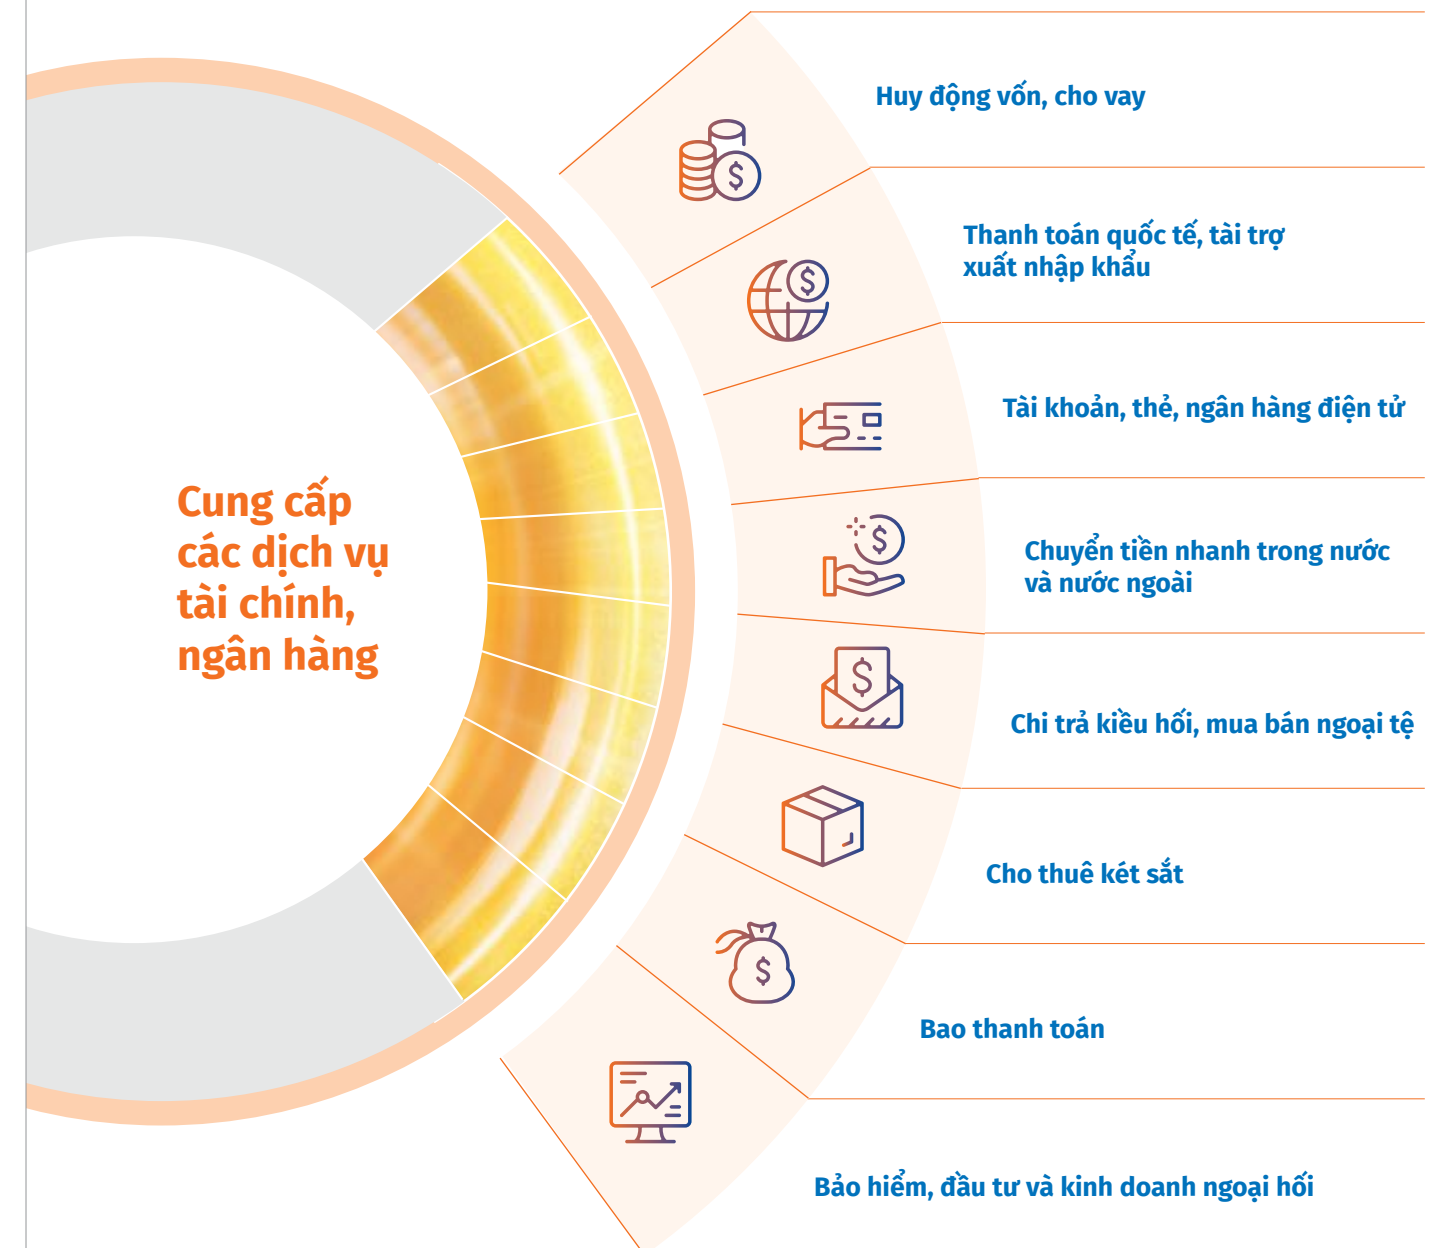 Huy động vốn, cho vay
Thanh toán quốc tế, tài trợ
xuất nhập khẩu
Tài khoản, thẻ, ngân hàng điện tử
Cung cấp
các dịch vụ
tài chính,
ngân hàng
Chuyển tiền nhanh trong nước
và nước ngoài
Chi trả kiều hối, mua bán ngoại tệ
Cho thuê két sắt
Bao thanh toán
Bảo hiểm, đầu tư và kinh doanh ngoại hối